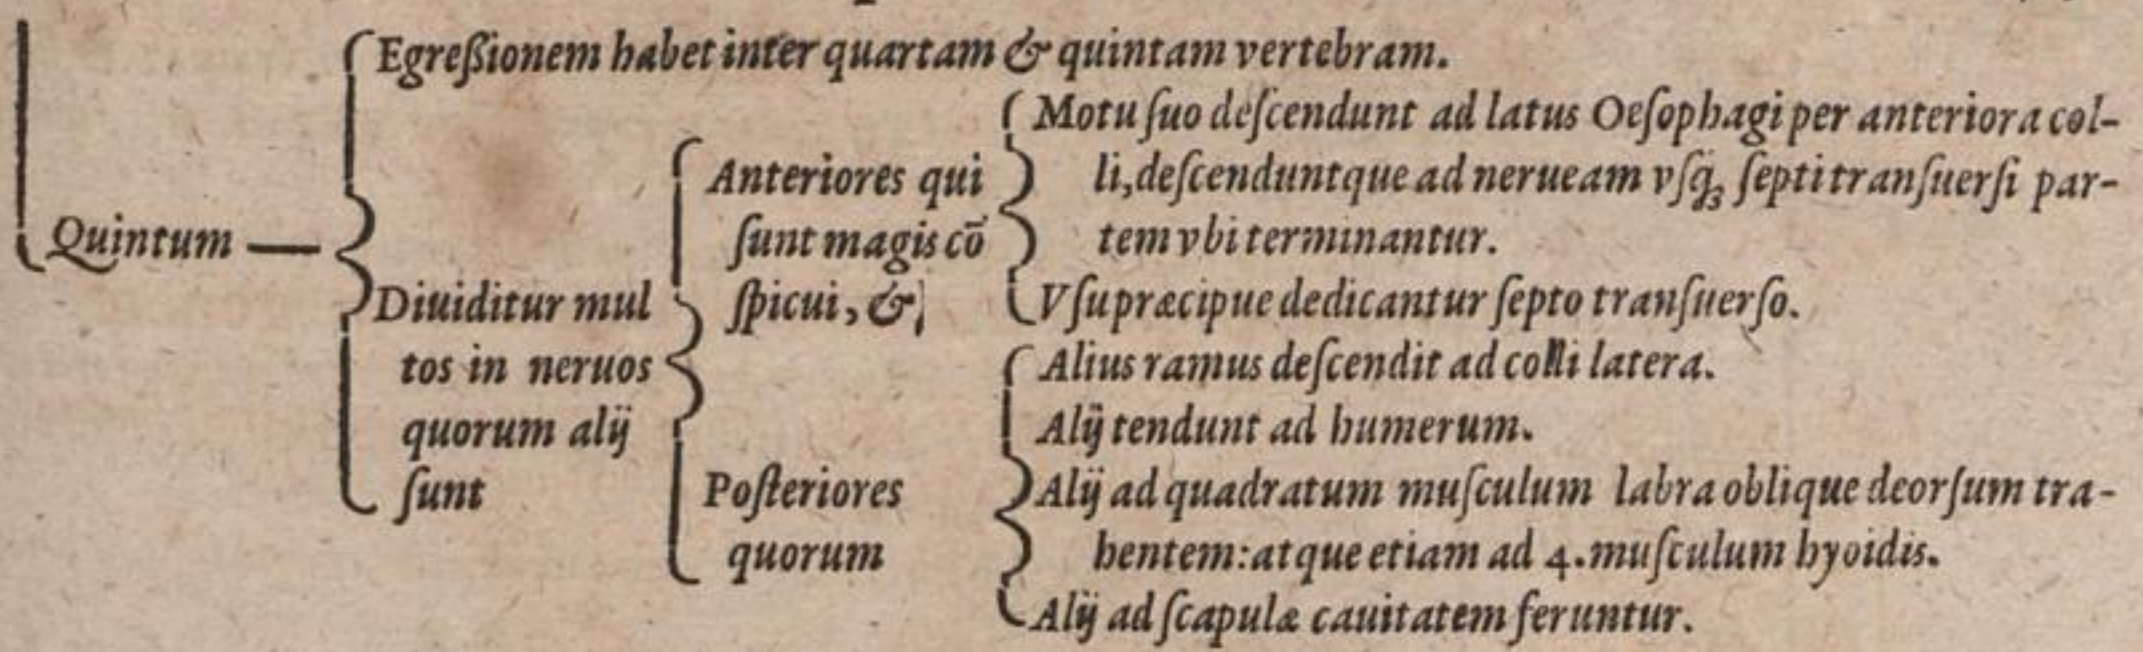 Quintum
Egreßionem habet inter quartam & quintam vertebram.
Diuiditur mul
tos in neruos
quorum alij
ſunt
Anteriores qui
ſunt magis cõ
ſpicui, &
Motu ſuo deſcendunt ad latus Oeſophagi per anteriora col-
li, deſcenduntque ad nerueam vſq́ꝫ ſepti tranſuerſi par-
tem vbi terminantur.
Vſu præcipue dedicantur ſepto tranſuerſo.
Poſteriores
quorum
Alius ramus deſcendit ad colli latera.
Alij tendunt ad humerum.
Alij ad quadratum muſculum labra oblique deorſum tra-
hentem: atque etiam ad 4. muſculum hyoidis.
Alij ad ſcapulæ cauitatem feruntur.